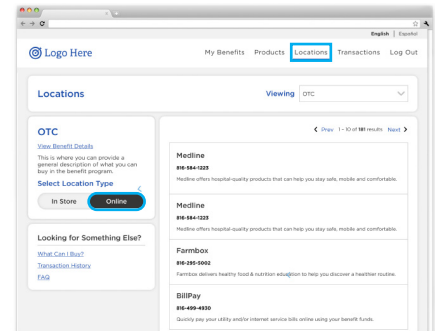 English | Español
Logo Here
My Benefits Products Locations Transactions Log Out
Locations
Viewing OTC
OTC
View Benefit Details
This is where you can provide a
general description of what you can
buy in the benefit program.
Select Location Type
In Store Online
Looking for Something Else?
What Can I Buy?
Transaction History
FAQ
Prev 1 - 10 of 181 results Next
Medline
816-584-1223
Medline offers hospital-quality products that can help you stay safe, mobile and comfortable.
Medline
816-584-1223
Medline offers hospital-quality products that can help you stay safe, mobile and comfortable.
Farmbox
816-295-5002
Farmbox delivers healthy food & nutrition education to help you discover a healthier routine.
BillPay
816-499-4930
Quickly pay your utility and/or internet service bills online using your benefit funds.